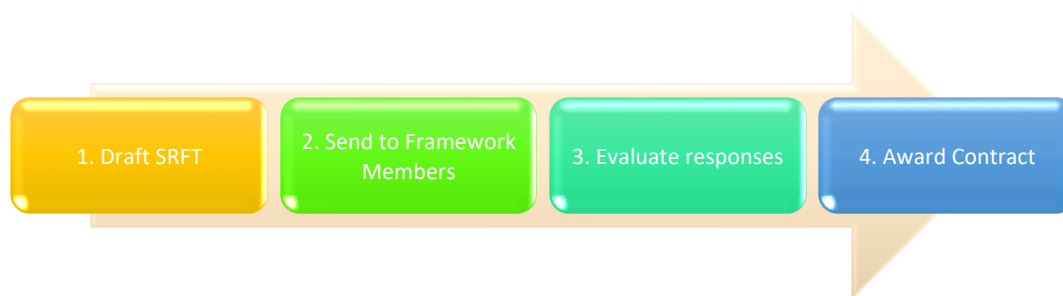 1. Draft SRFT
2. Send to Framework
Members
3. Evaluate responses
4. Award Contract